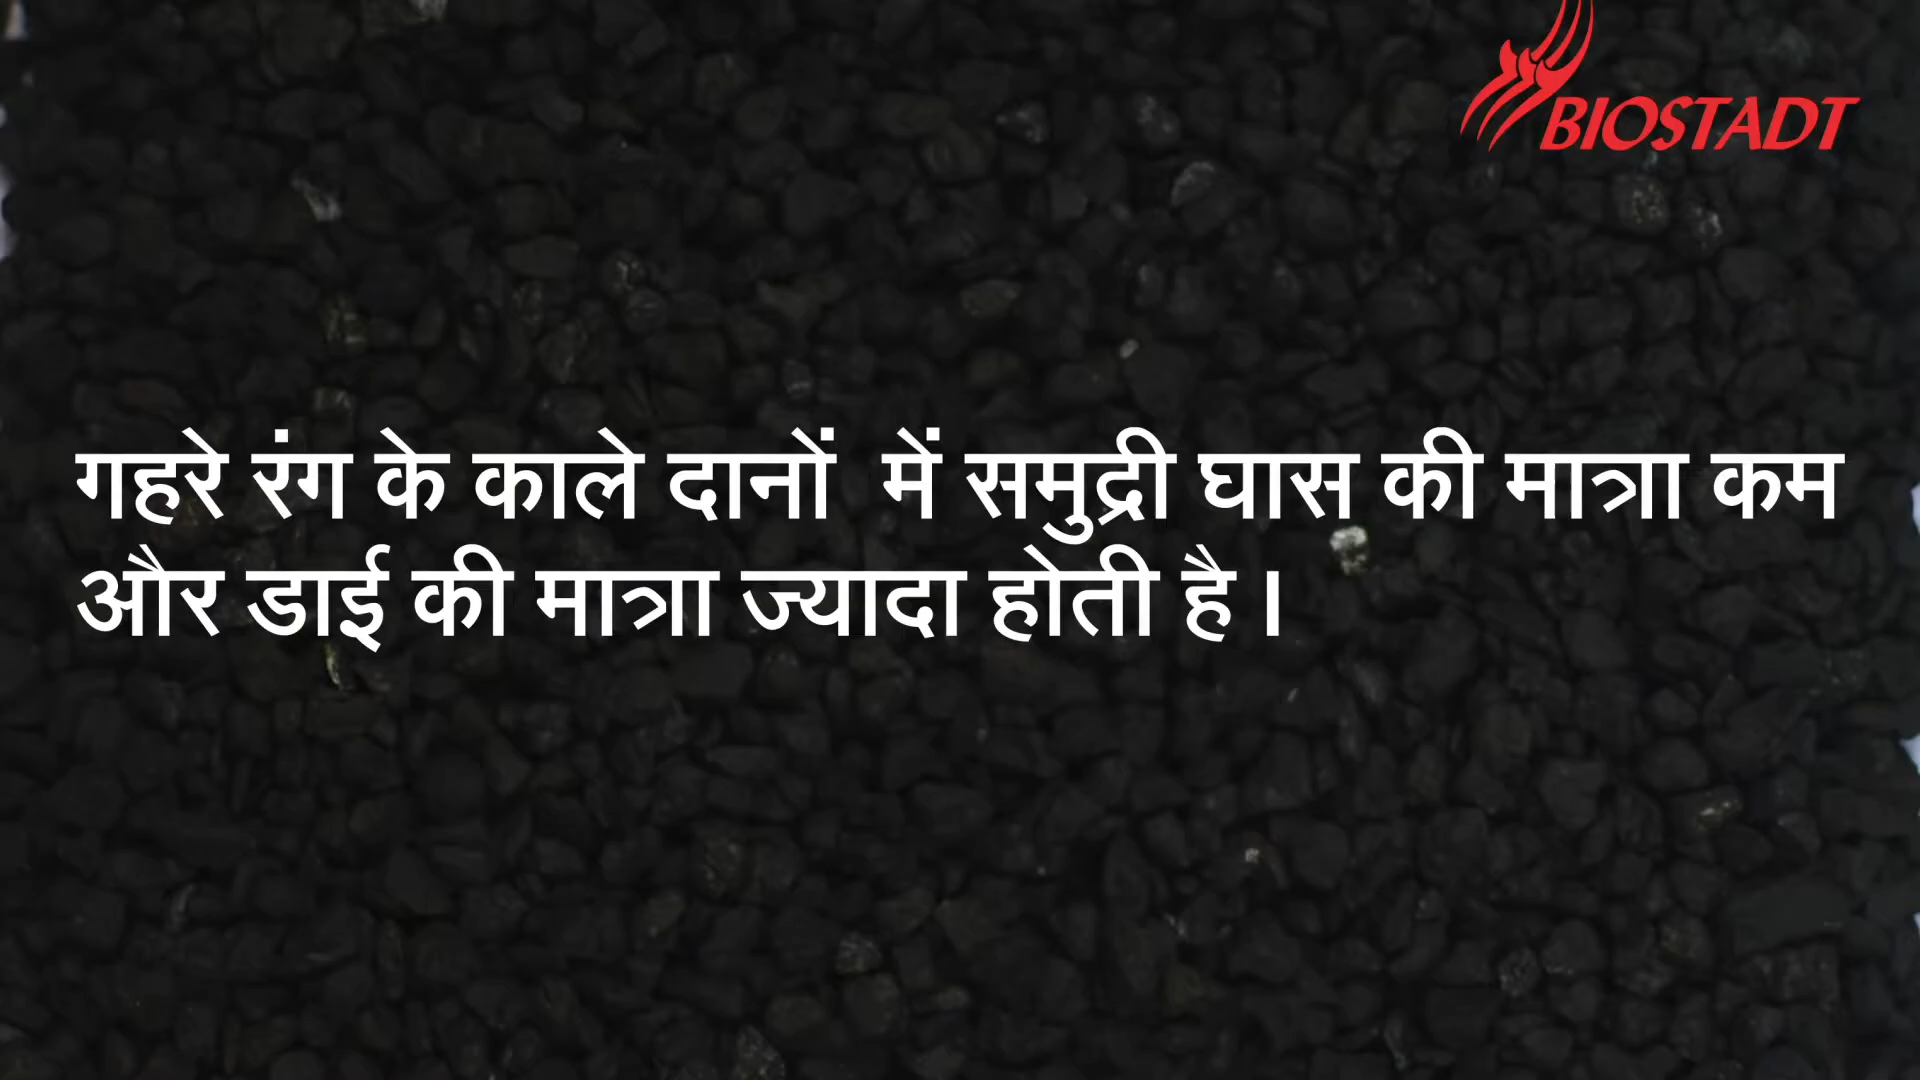 BIOSTADT
गहरे रंग के काले दानों में समुद्री घास की मात्रा कम
और डाई की मात्रा ज्यादा होती है।